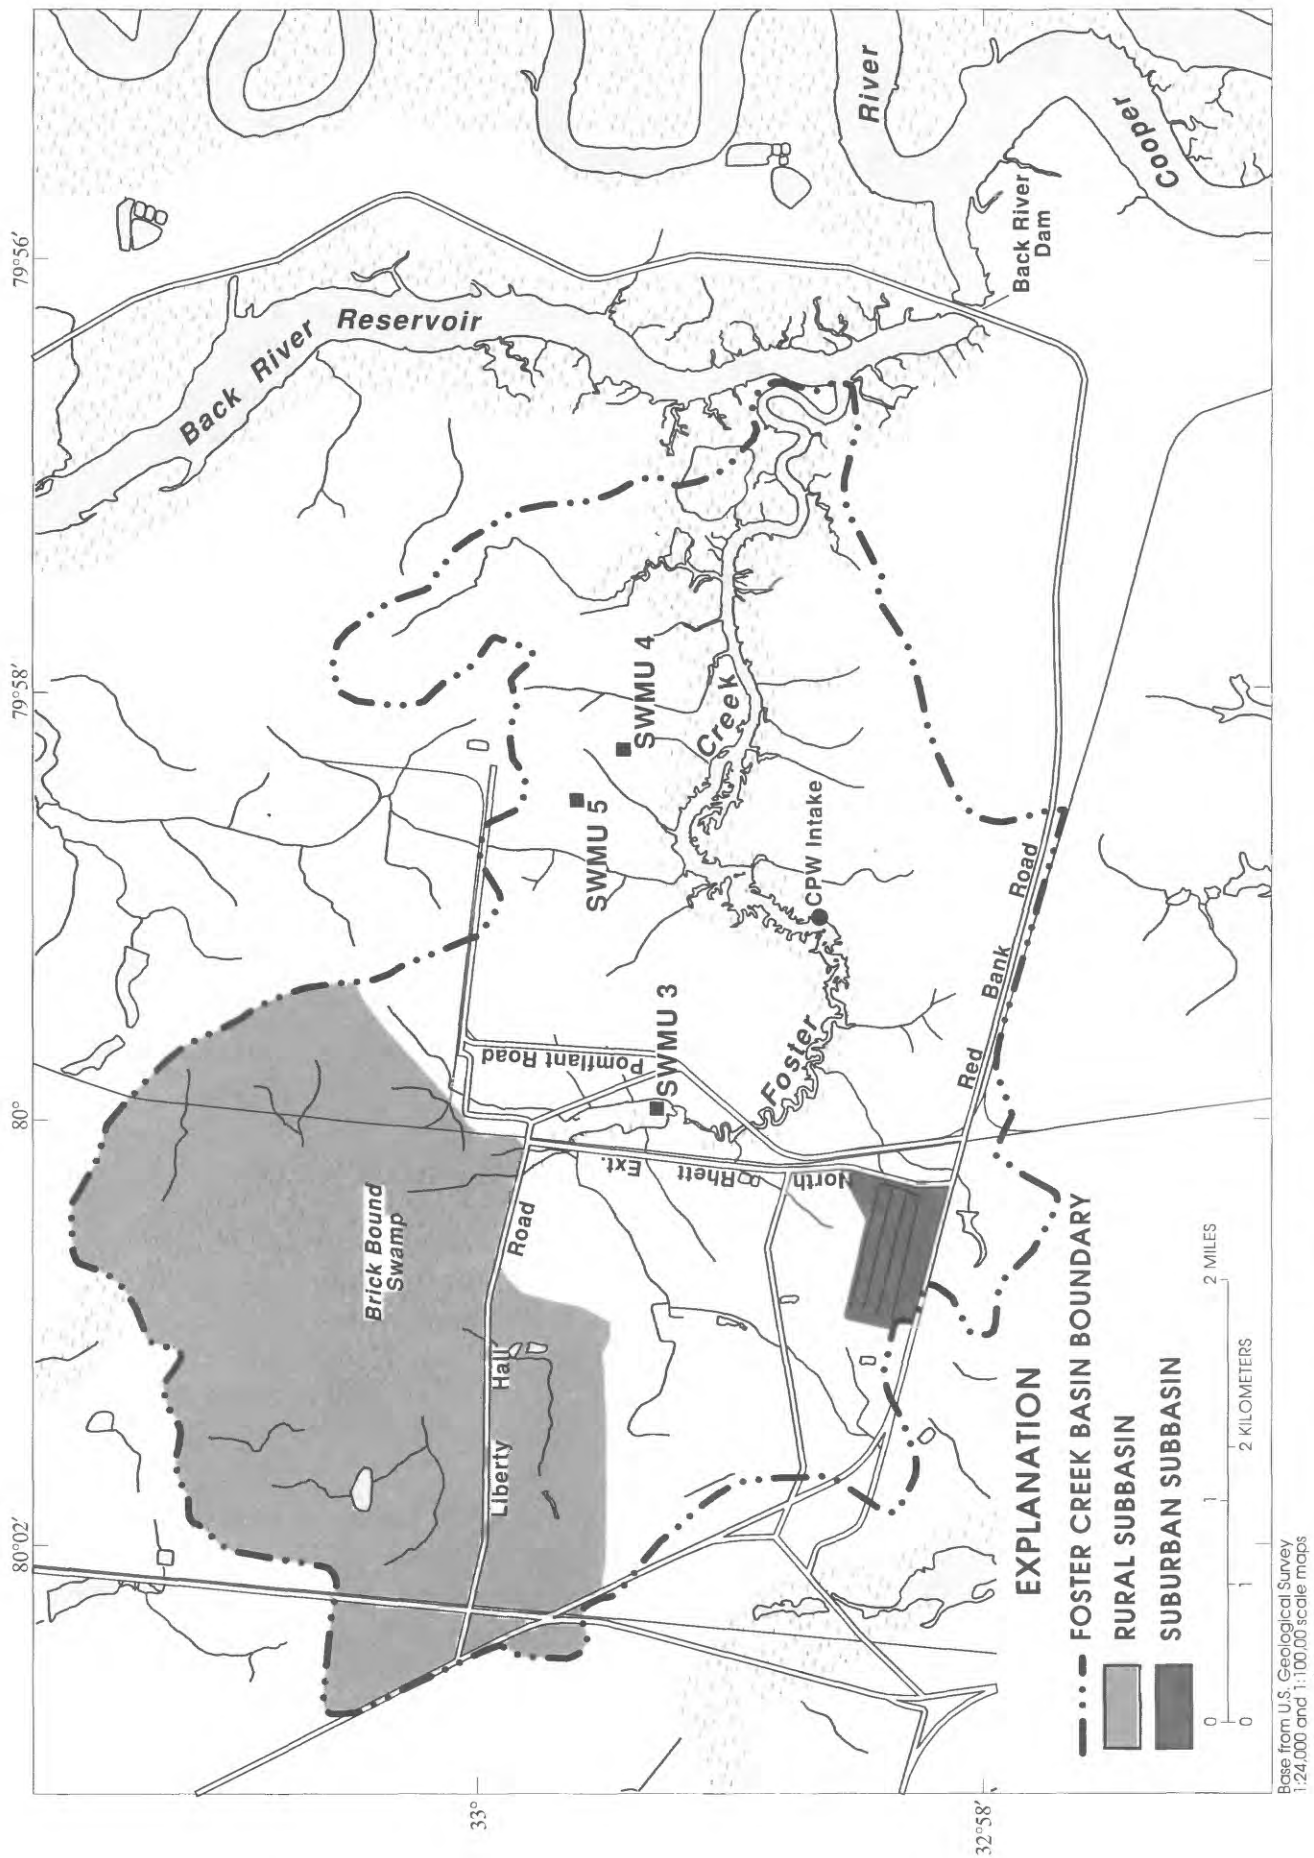 80°02′
80°
79°58′
79°56′
33°
32°58′
Brick Bound
Swamp
Liberty
Hall
Road
Pomflant Road
North
Rhett
Ext.
SWMU 3
SWMU 5
SWMU 4
Foster
Creek
CPW Intake
Red
Bank
Road
Back River
Reservoir
Back River
Dam
Cooper
River
EXPLANATION
FOSTER CREEK BASIN BOUNDARY
RURAL SUBBASIN
SUBURBAN SUBBASIN
0 1 2 MILES
0 1 2 KILOMETERS
Base from U.S. Geological Survey
1:24,000 and 1:100,00 scale maps